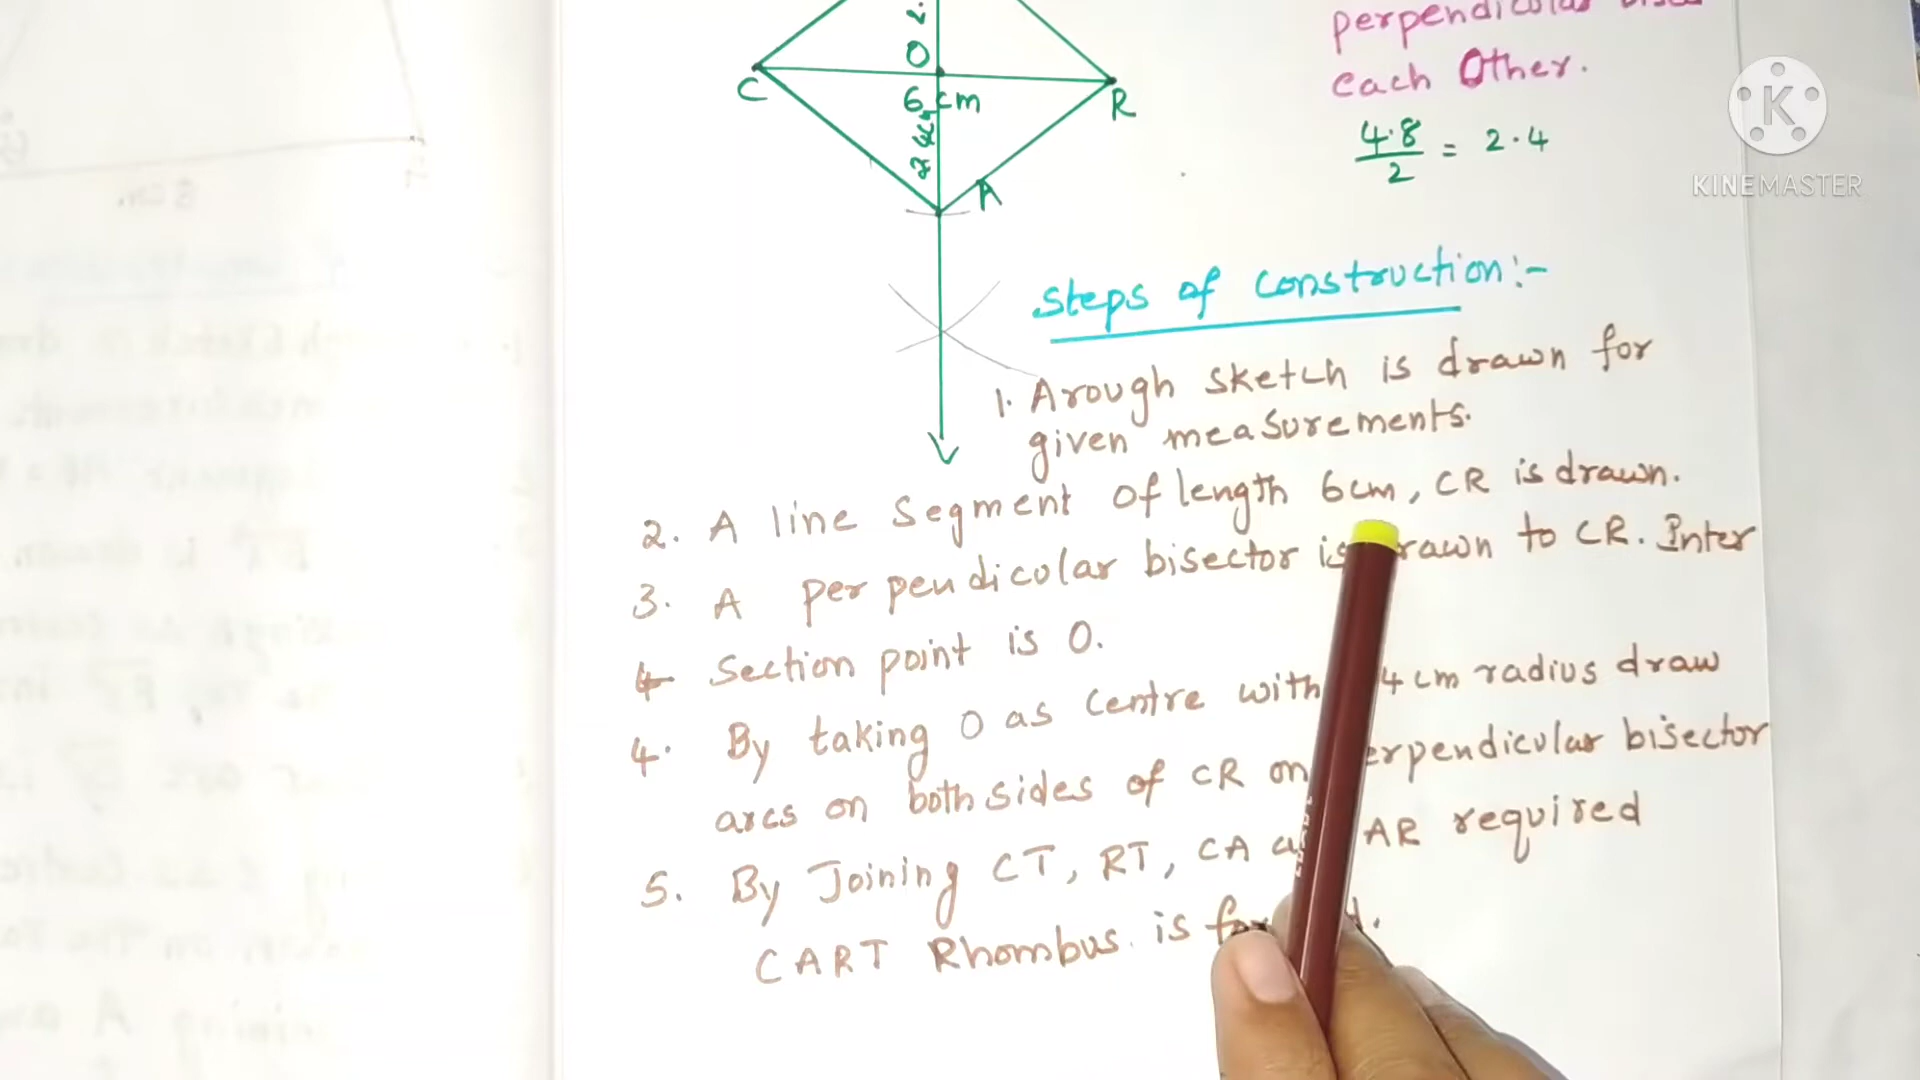 perpendicular
each Other.
4.8
2
= 2.4
KINEMASTER
C
O
R
6 cm
A
Steps of construction:-
1. A rough sketch is drawn for
given measurements.
2. A line segment of length 6cm, CR is drawn.
3. A perpendicular bisector is drawn to CR. Inter
4 Section point is O.
4. By taking O as centre with 4cm radius draw
arcs on both sides of CR on perpendicular bisector
5. By Joining CT, RT, CA AR required
CART Rhombus is